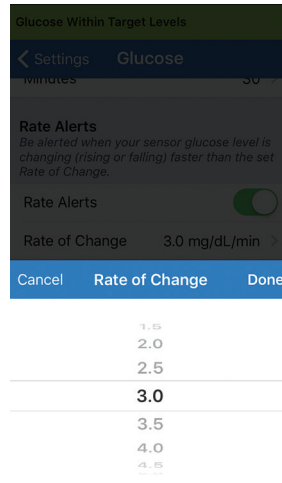 Glucose Within Target Levels
Settings Glucose
Minutes 30
Rate Alerts
Be alerted when your sensor glucose level is
changing (rising or falling) faster than the set
Rate of Change.
Rate Alerts
Rate of Change 3.0 mg/dL/min
Cancel Rate of Change Done
1.5
2.0
2.5
3.0
3.5
4.0
4.5